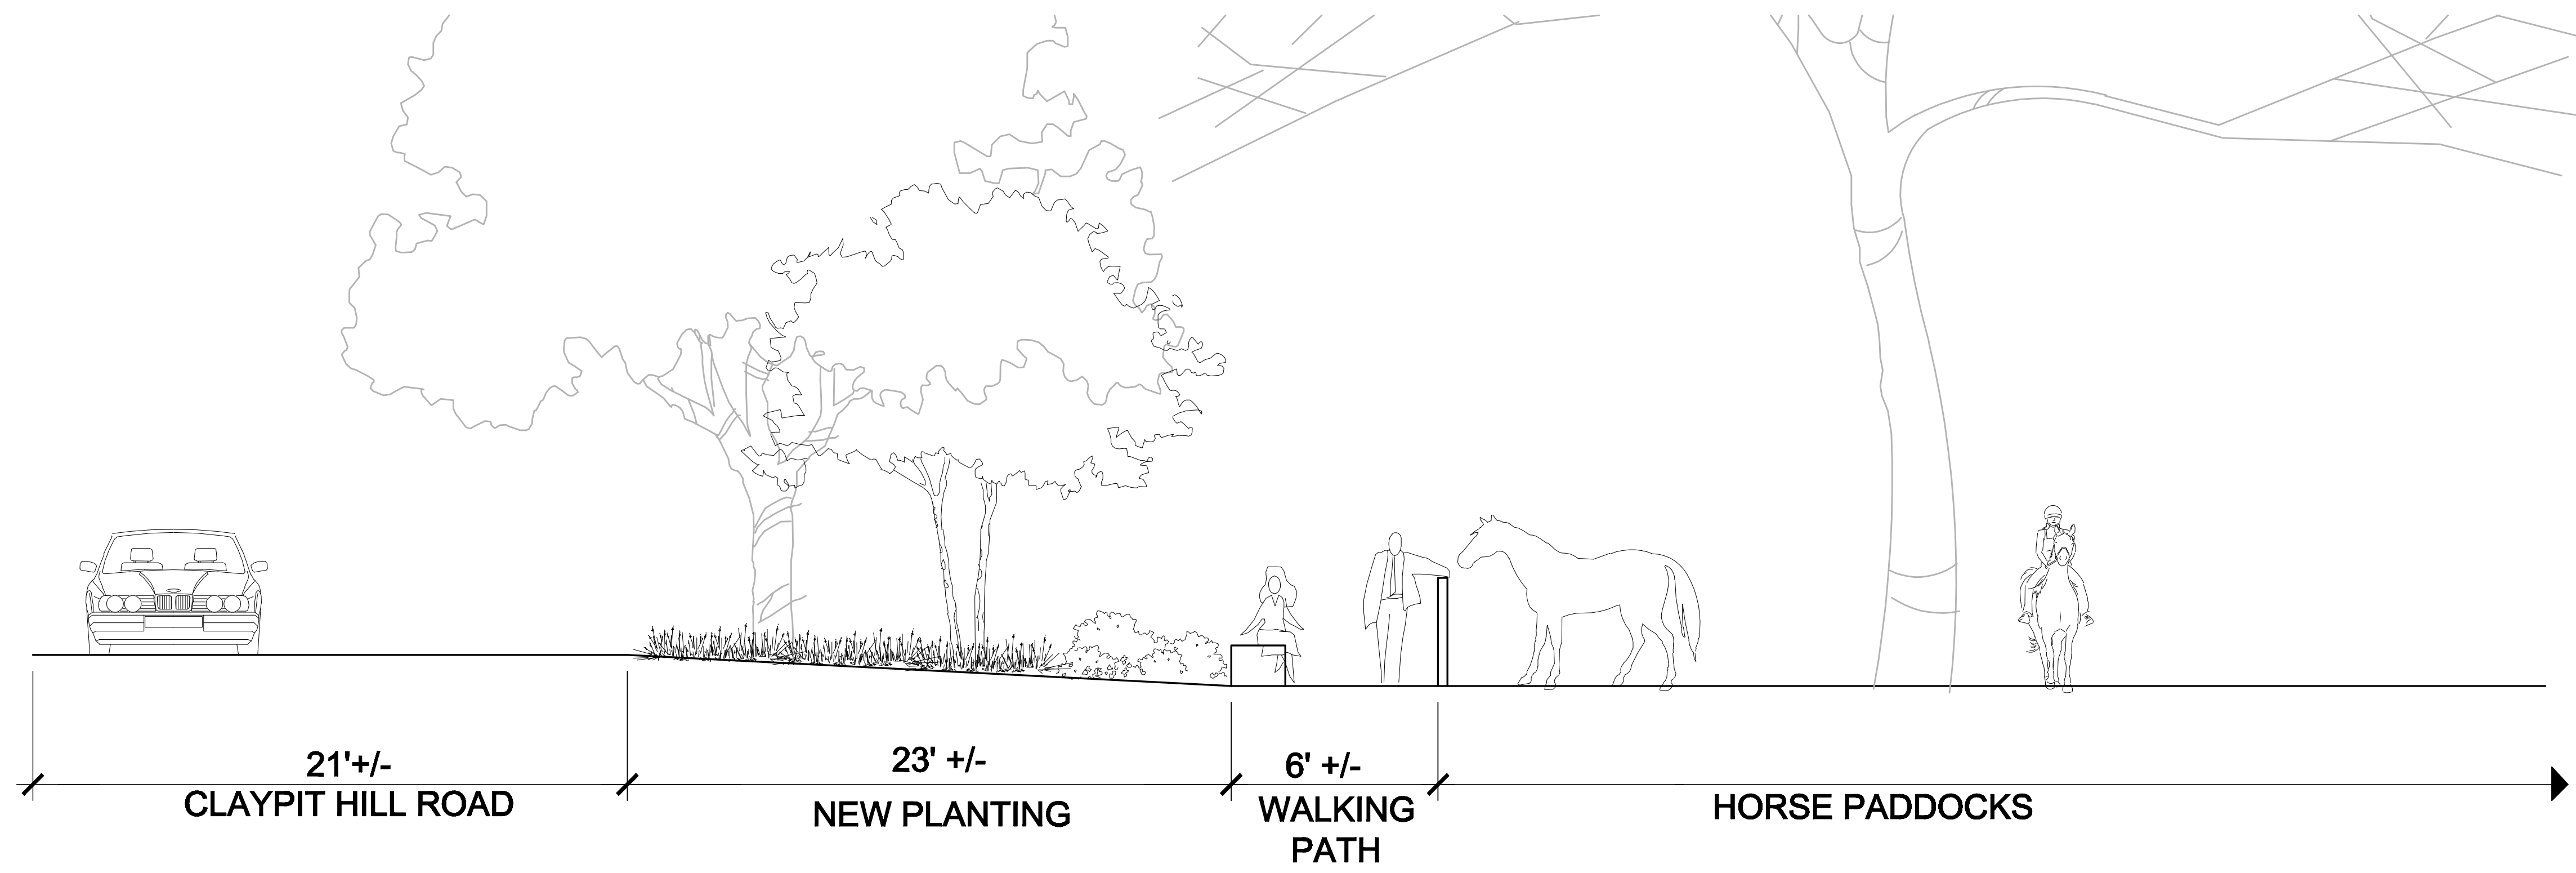 21'+/-
CLAYPIT HILL ROAD
23' +/-
NEW PLANTING
6' +/-
WALKING
PATH
HORSE PADDOCKS